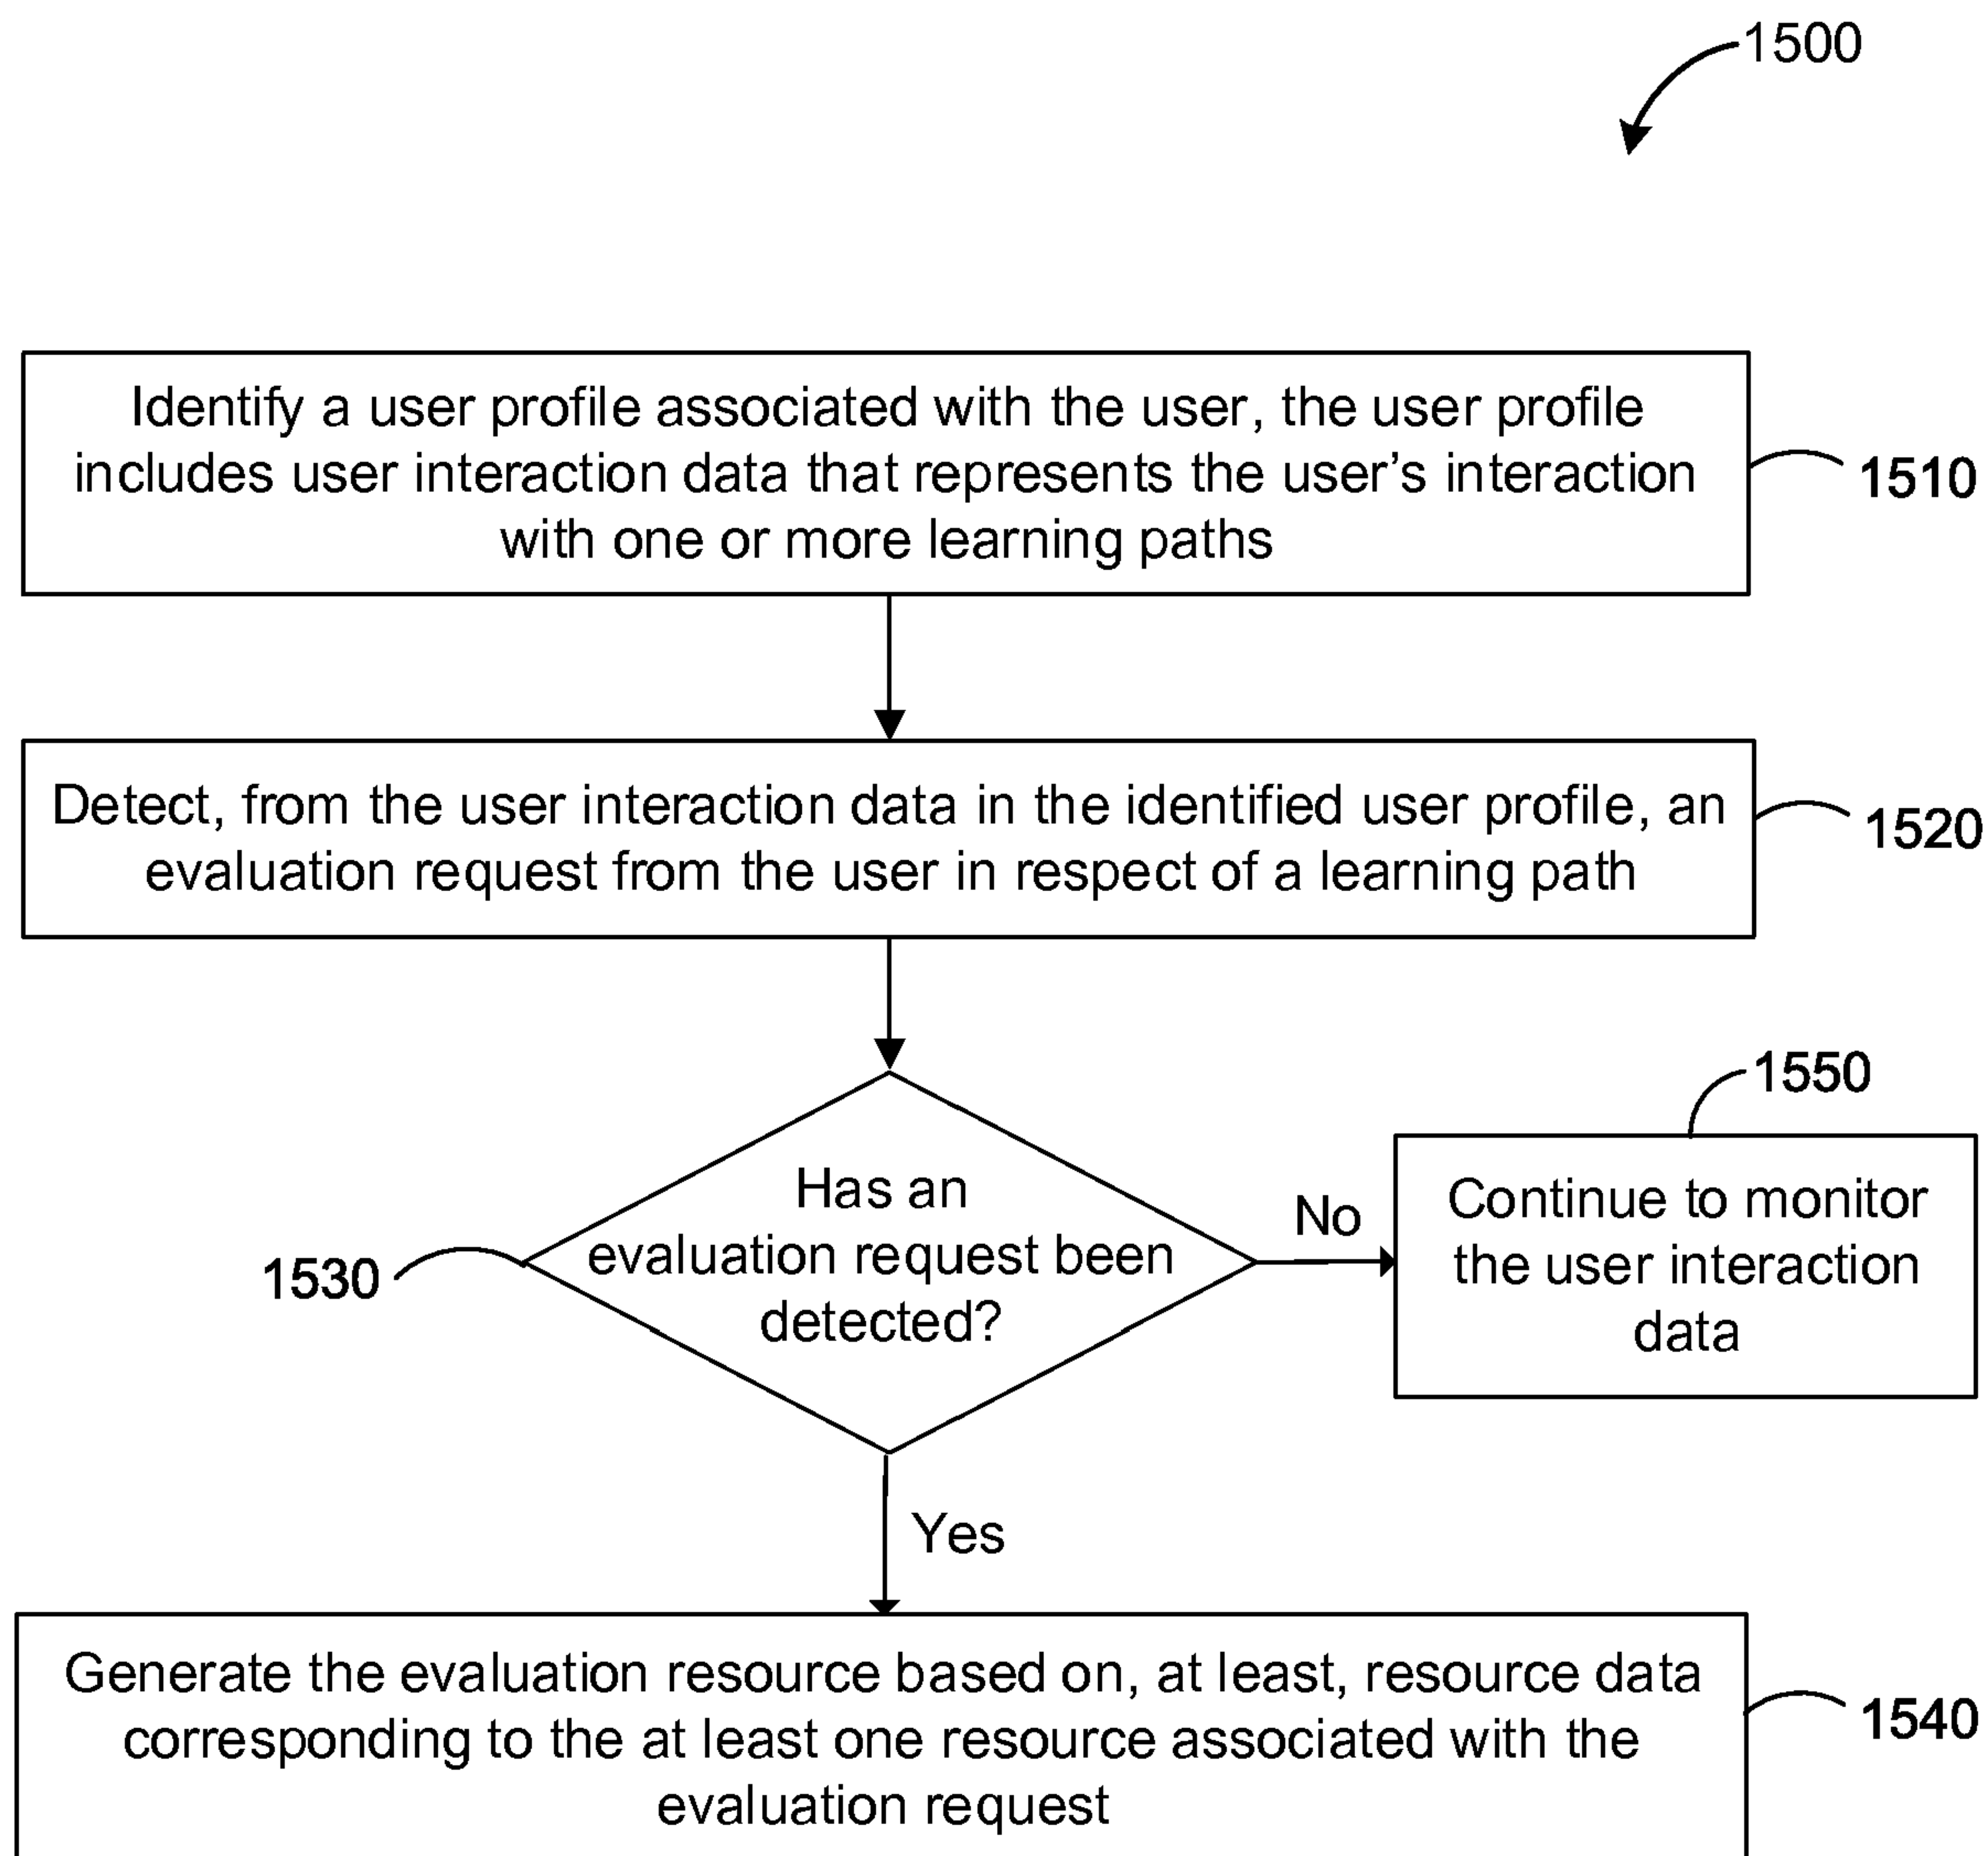 1500
Identify a user profile associated with the user, the user profile
includes user interaction data that represents the user’s interaction
with one or more learning paths
1510
Detect, from the user interaction data in the identified user profile, an
evaluation request from the user in respect of a learning path
1520
Has an
evaluation request been
detected?
1530
No
1550
Continue to monitor
the user interaction
data
Yes
Generate the evaluation resource based on, at least, resource data
corresponding to the at least one resource associated with the
evaluation request
1540